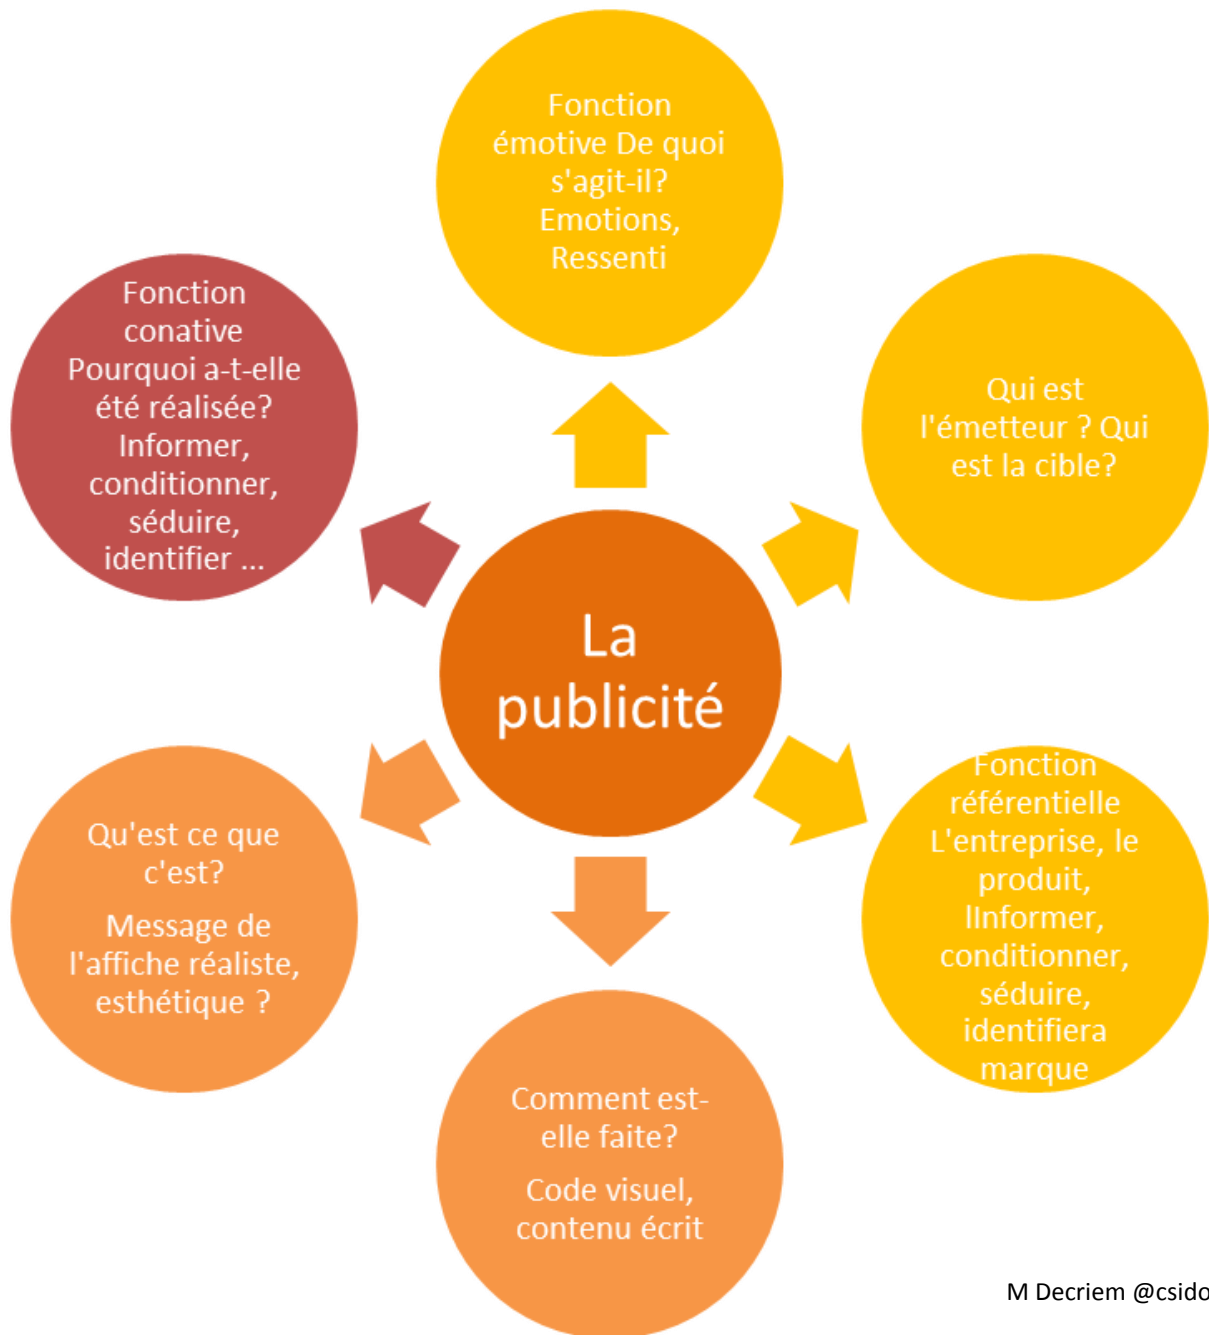 Fonction
émotive De quoi
s'agit-il?
Emotions,
Ressenti
Qui est
l'émetteur ? Qui
est la cible?
Fonction
référentielle
L'entreprise, le
produit,
lInformer,
conditionner,
séduire,
identifiera
marque
Comment est-
elle faite?
Code visuel,
contenu écrit
Qu'est ce que
c'est?
Message de
l'affiche réaliste,
esthétique ?
Fonction
conative
Pourquoi a-t-elle
été réalisée?
Informer,
conditionner,
séduire,
identifier ...
La
publicité
M Decriem @csido